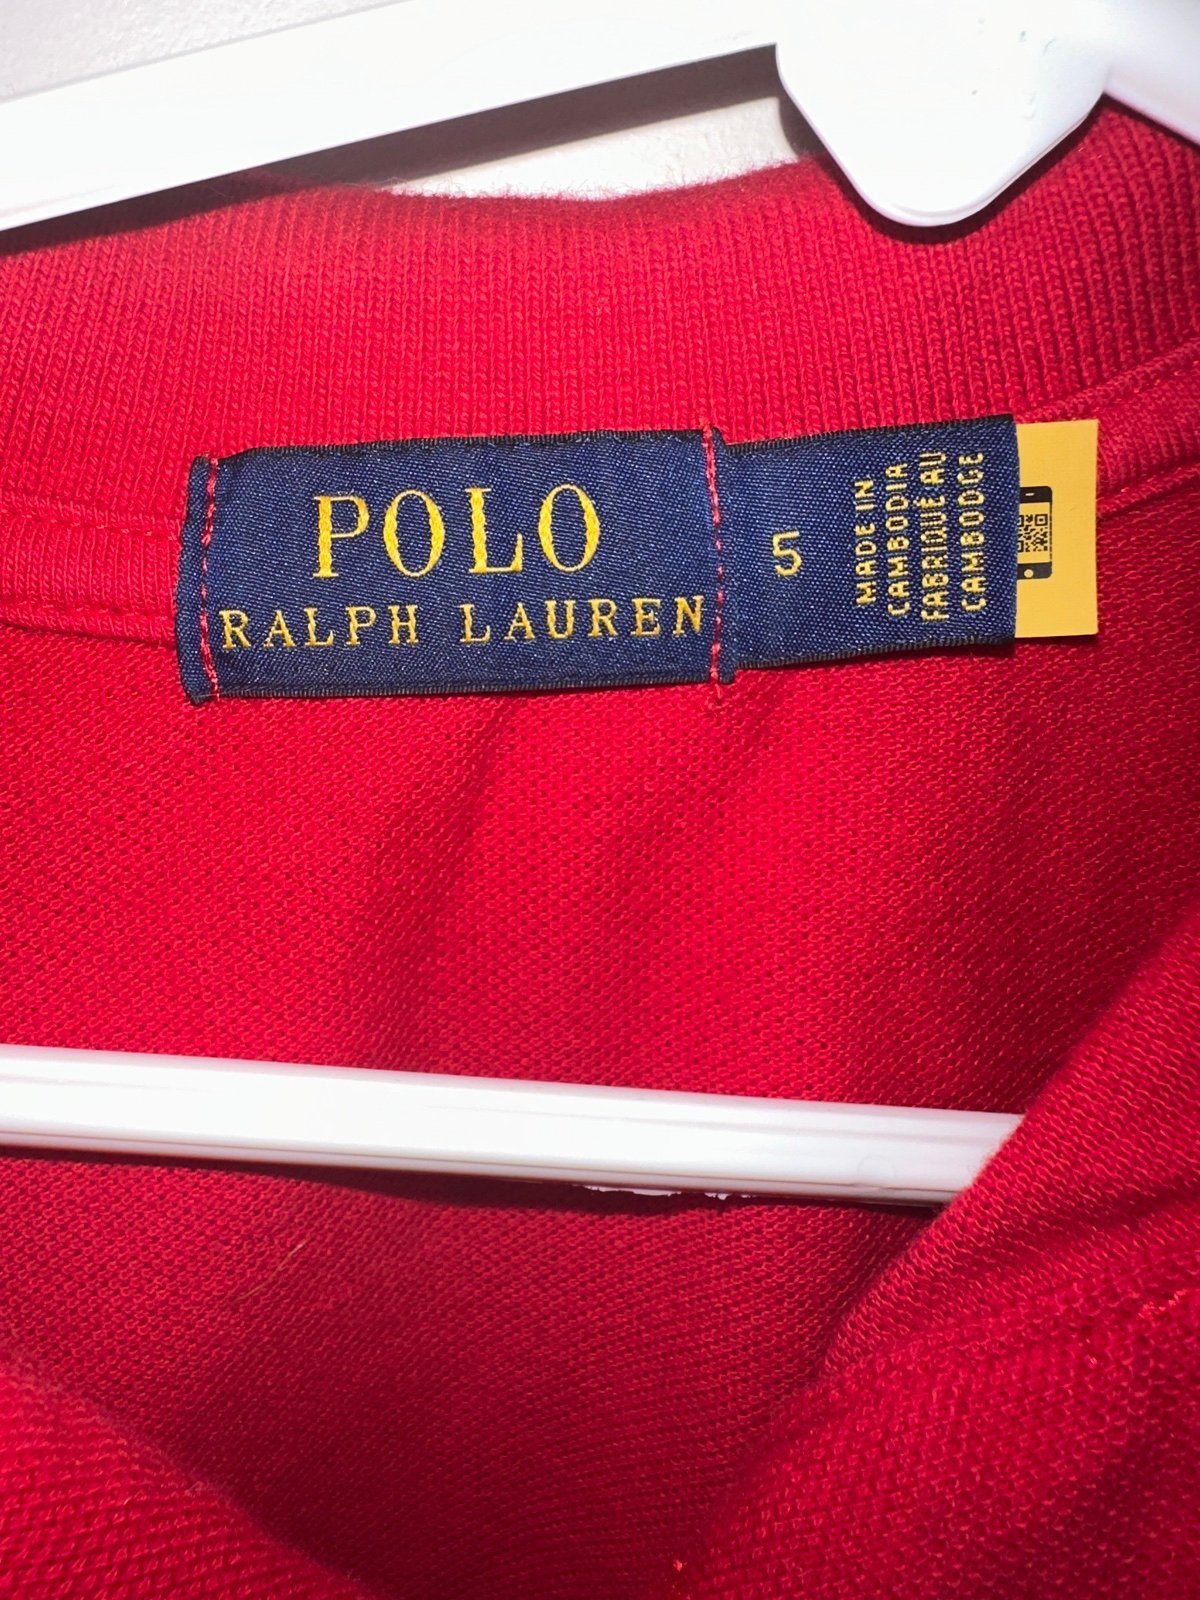 POLO
RALPH LAUREN
5
MADE IN
CAMBODIA
FABRIQUÉ AU
CAMBODGE